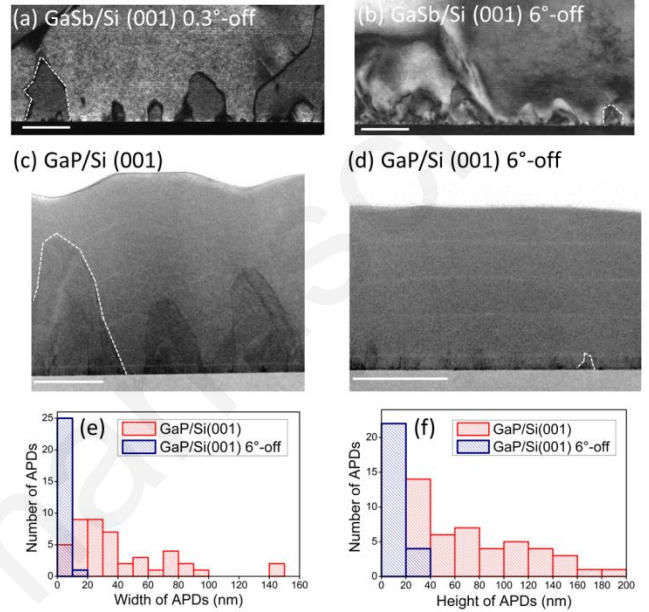 (a) GaSb/Si (001) 0.3°-off
(b) GaSb/Si (001) 6°-off
(c) GaP/Si (001)
(d) GaP/Si (001) 6°-off
(e)
GaP/Si(001)
GaP/Si(001) 6°-off
Number of APDs
25
20
15
10
5
0
0 20 40 60 80 100 120 140 160
Width of APDs (nm)
(f)
GaP/Si(001)
GaP/Si(001) 6°-off
Number of APDs
20
15
10
5
0
0 20 40 60 80 100 120 140 160 180 200
Height of APDs (nm)